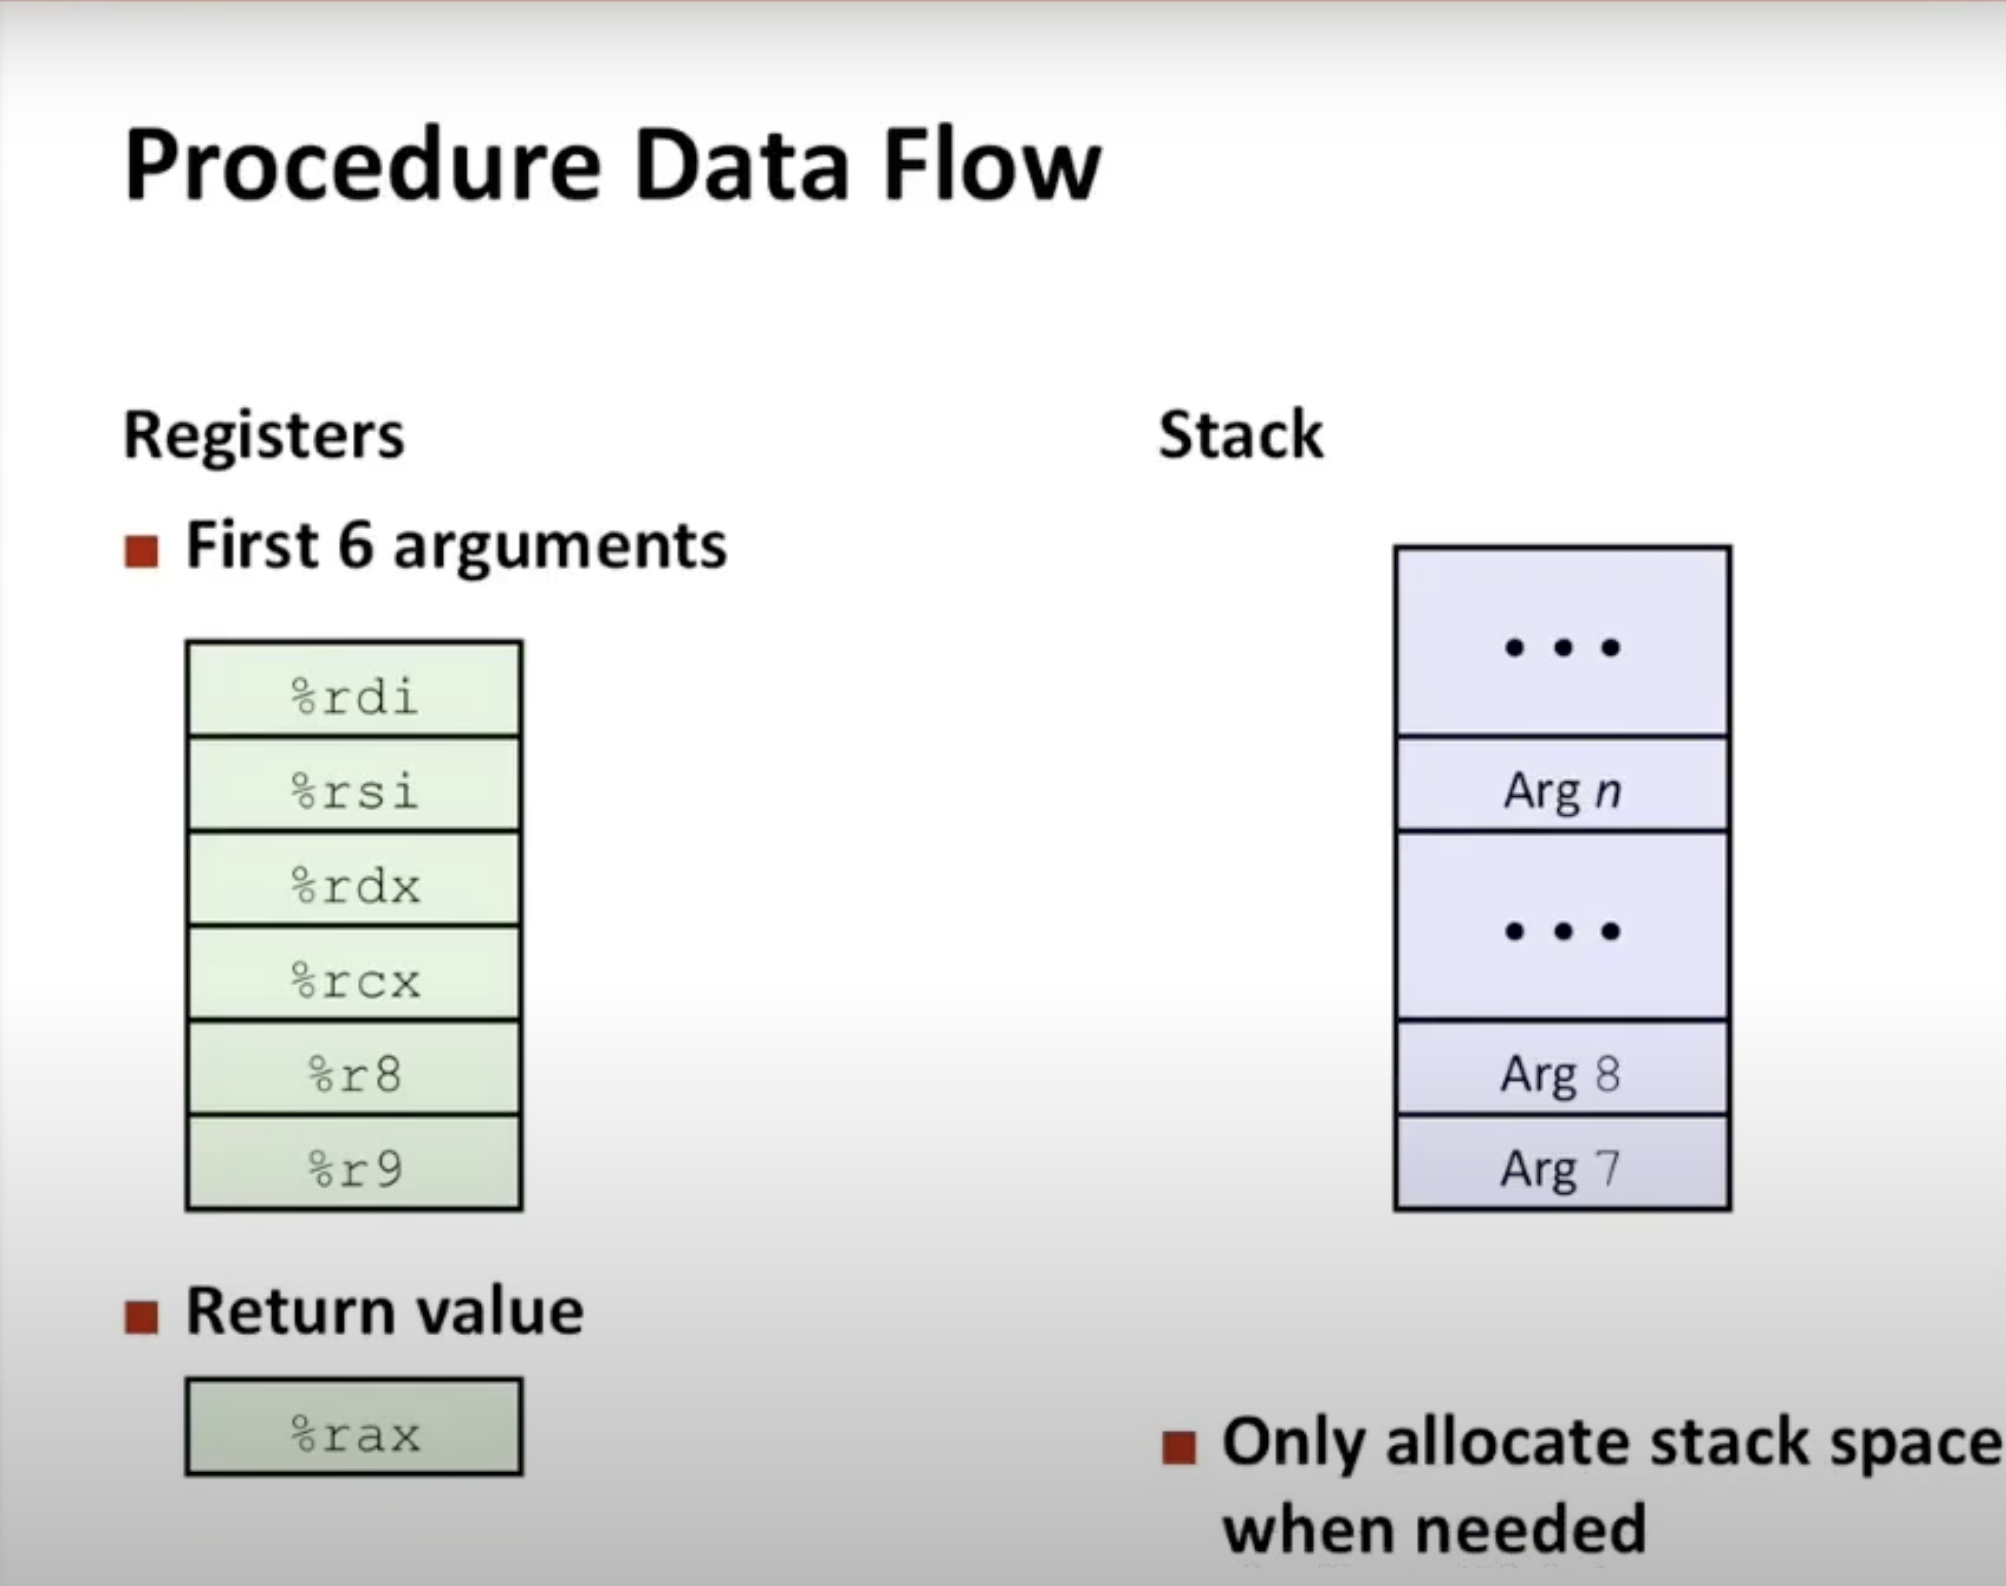 Procedure Data Flow
Registers
■ First 6 arguments
%rdi
%rsi
%rdx
%rcx
%r8
%r9
■ Return value
%rax
Stack
• • •
Arg n
• • •
Arg 8
Arg 7
■ Only allocate stack space
when needed